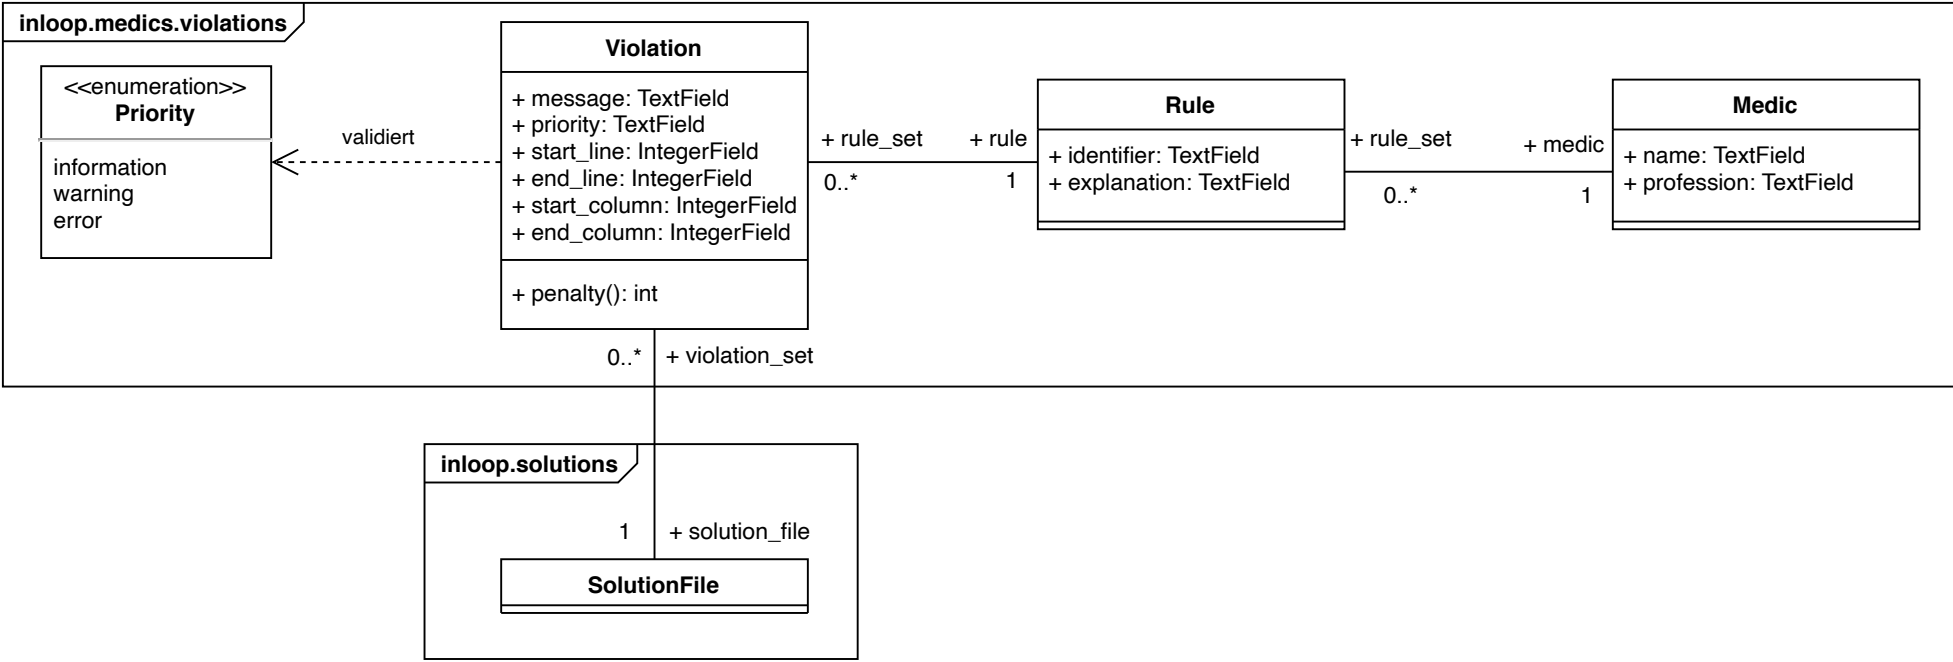 inloop.medics.violations
<<enumeration>>
Priority
information
warning
error
validiert
Violation
+ message: TextField
+ priority: TextField
+ start_line: IntegerField
+ end_line: IntegerField
+ start_column: IntegerField
+ end_column: IntegerField
+ penalty(): int
+ rule_set
0..*
+ rule
1
Rule
+ identifier: TextField
+ explanation: TextField
+ rule_set
0..*
+ medic
1
Medic
+ name: TextField
+ profession: TextField
0..*
+ violation_set
inloop.solutions
1
+ solution_file
SolutionFile